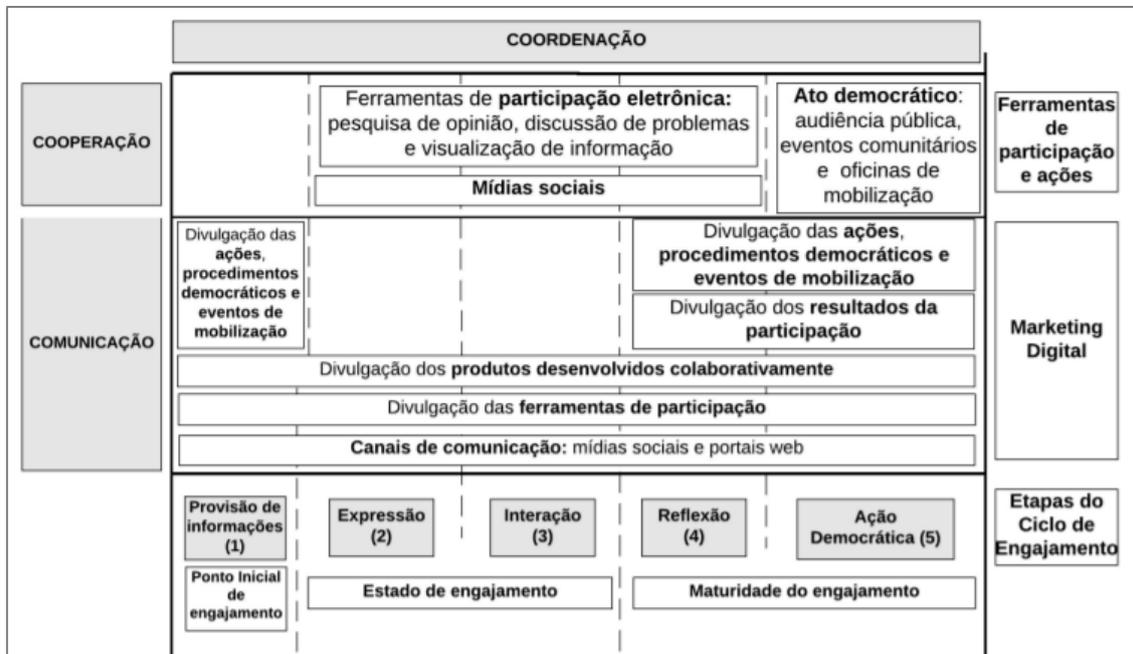 COORDENAÇÃO
COOPERAÇÃO
Ferramentas de participação eletrônica:
pesquisa de opinião, discussão de problemas
e visualização de informação
Mídias sociais
Ato democrático:
audiência pública,
eventos comunitários
e oficinas de
mobilização
Ferramentas
de
participação
e ações
COMUNICAÇÃO
Divulgação das
ações,
procedimentos
democráticos e
eventos de
mobilização
Divulgação das ações,
procedimentos democráticos e
eventos de mobilização
Divulgação dos resultados da
participação
Divulgação dos produtos desenvolvidos colaborativamente
Divulgação das ferramentas de participação
Canais de comunicação: mídias sociais e portais web
Marketing
Digital
Provisão de
informações
(1)
Expressão
(2)
Interação
(3)
Reflexão
(4)
Ação
Democrática (5)
Etapas do
Ciclo de
Engajamento
Ponto Inicial
de
engajamento
Estado de engajamento
Maturidade do engajamento